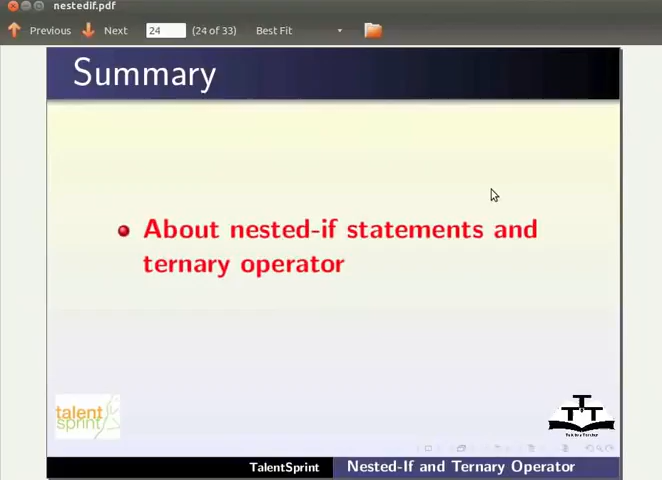 nestedif.pdf
Previous Next 24 (24 of 33) Best Fit
Summary
About nested-if statements and
ternary operator
talent
sprint
TalentSprint Nested-If and Ternary Operator